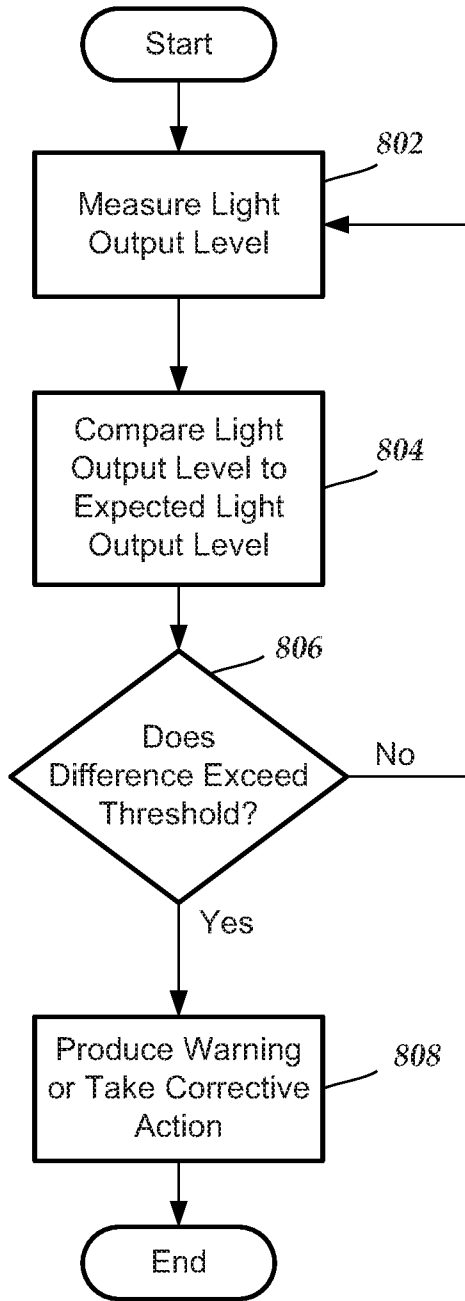 Start
802
Measure Light
Output Level
Compare Light
Output Level to
Expected Light
Output Level
804
806
Does
Difference Exceed
Threshold?
No
Yes
Produce Warning
or Take Corrective
Action
808
End